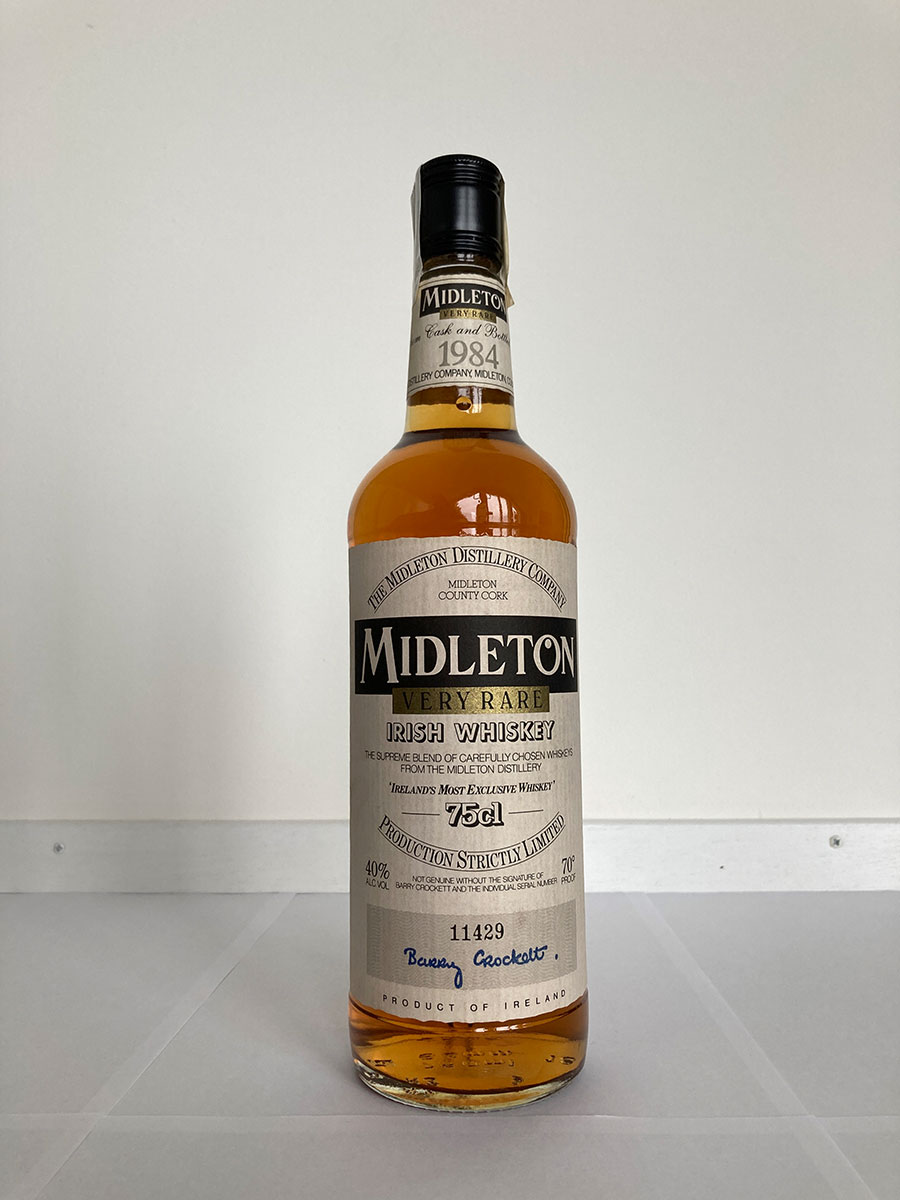 MIDLETON
VERY RARE
Cask and Bottle
1984
DISTILLERY COMPANY, MIDLETON, CO
THE MIDLETON DISTILLERY COMPANY
MIDLETON
COUNTY CORK
MIDLETON
VERY RARE
IRISH WHISKEY
THE SUPREME BLEND OF CAREFULLY CHOSEN WHISKEYS
FROM THE MIDLETON DISTILLERY
'IRELAND'S MOST EXCLUSIVE WHISKEY'
75cl
PRODUCTION STRICTLY LIMITED
40%
ALC. VOL
NOT GENUINE WITHOUT THE SIGNATURE OF
BARRY CROCKETT AND THE INDIVIDUAL SERIAL NUMBER
70°
PROOF
11429
Barry Crockett.
PRODUCT OF IRELAND